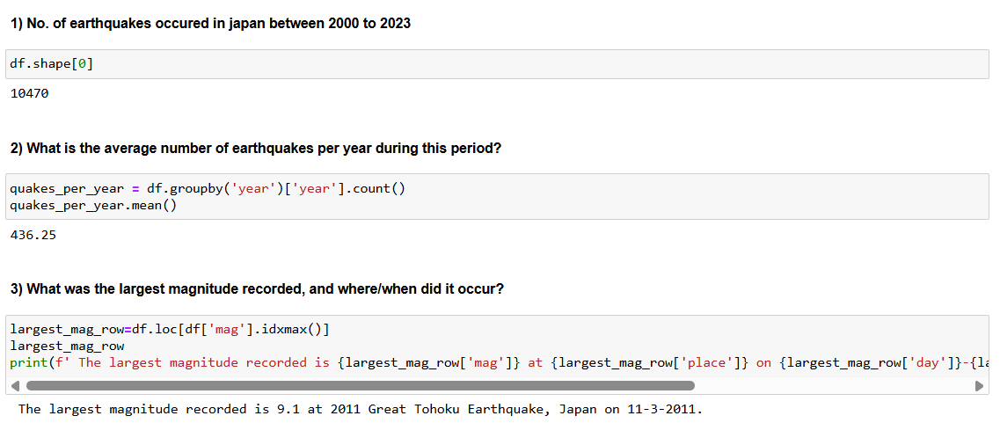 1) No. of earthquakes occured in japan between 2000 to 2023
df.shape[0]
10470
2) What is the average number of earthquakes per year during this period?
quakes_per_year = df.groupby('year')['year'].count()
quakes_per_year.mean()
436.25
3) What was the largest magnitude recorded, and where/when did it occur?
largest_mag_row=df.loc[df['mag'].idxmax()]
largest_mag_row
print(f' The largest magnitude recorded is {largest_mag_row['mag']} at {largest_mag_row['place']} on {largest_mag_row['day']}-{la
The largest magnitude recorded is 9.1 at 2011 Great Tohoku Earthquake, Japan on 11-3-2011.